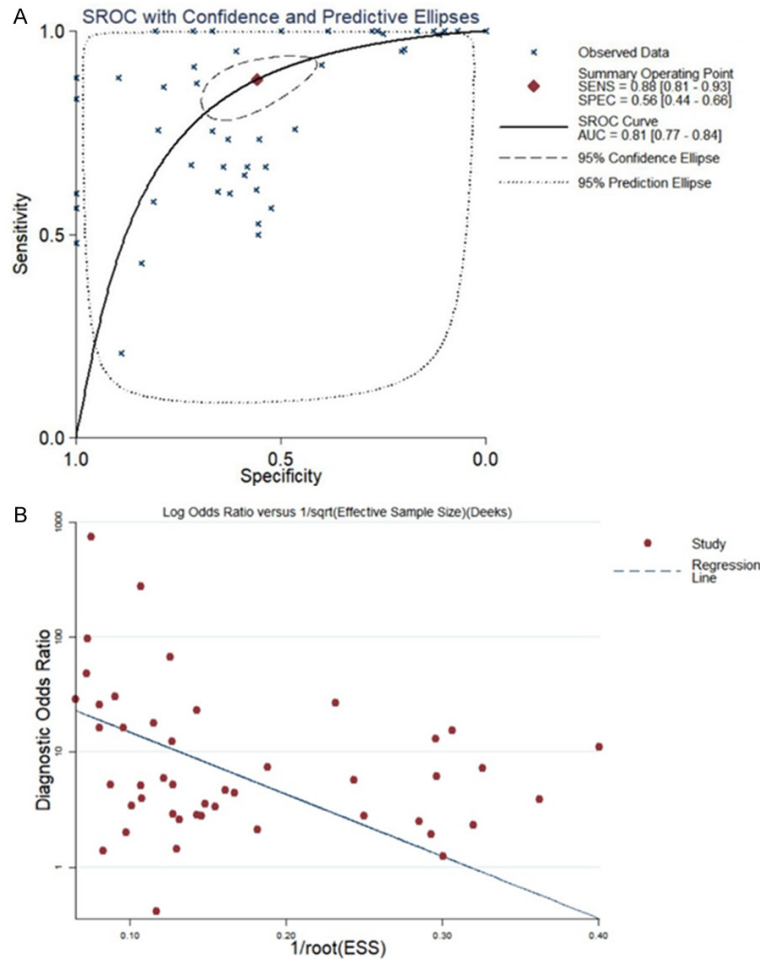 A
SROC with Confidence and Predictive Ellipses
1.0
0.5
0.0
Sensitivity
1.0
0.5
0.0
Specificity
Observed Data
Summary Operating Point
SENS = 0.88 [0.81 - 0.93]
SPEC = 0.56 [0.44 - 0.66]
SROC Curve
AUC = 0.81 [0.77 - 0.84]
95% Confidence Ellipse
95% Prediction Ellipse
B
Log Odds Ratio versus 1/sqrt(Effective Sample Size)(Deeks)
1000
100
10
1
Diagnostic Odds Ratio
0.10
0.20
0.30
0.40
1/root(ESS)
Study
Regression
Line